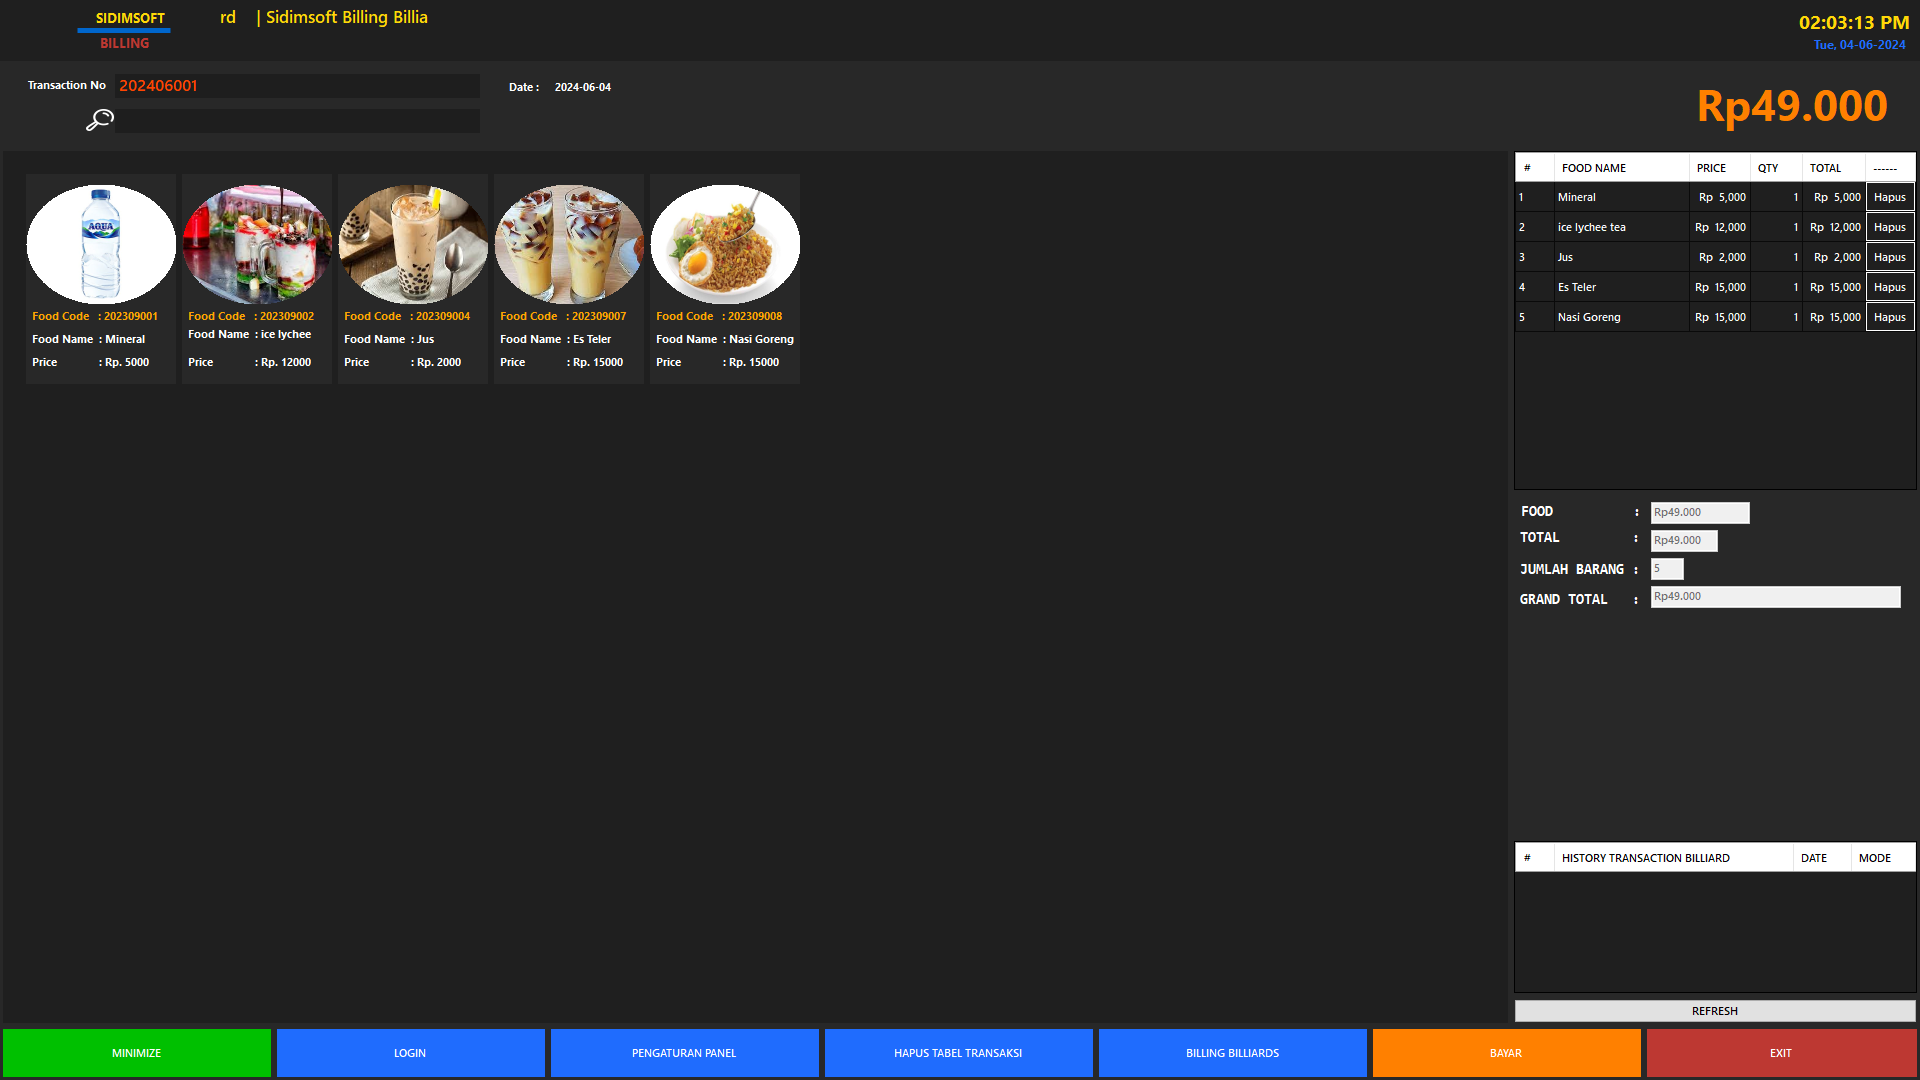 SIDIMSOFT
BILLING
rd | Sidimsoft Billing Billia
02:03:13 PM
Tue, 04-06-2024
Transaction No 202406001
Date : 2024-06-04
Rp49.000
AQUA
Food Code : 202309001
Food Name : Mineral
Price : Rp. 5000
Food Code : 202309002
Food Name : ice lychee
Price : Rp. 12000
Food Code : 202309004
Food Name : Jus
Price : Rp. 2000
Food Code : 202309007
Food Name : Es Teler
Price : Rp. 15000
Food Code : 202309008
Food Name : Nasi Goreng
Price : Rp. 15000
# FOOD NAME PRICE QTY TOTAL ------
1 Mineral Rp 5,000 1 Rp 5,000 Hapus
2 ice lychee tea Rp 12,000 1 Rp 12,000 Hapus
3 Jus Rp 2,000 1 Rp 2,000 Hapus
4 Es Teler Rp 15,000 1 Rp 15,000 Hapus
5 Nasi Goreng Rp 15,000 1 Rp 15,000 Hapus
FOOD : Rp49.000
TOTAL : Rp49.000
JUMLAH BARANG : 5
GRAND TOTAL : Rp49.000
# HISTORY TRANSACTION BILLIARD DATE MODE
REFRESH
MINIMIZE LOGIN PENGATURAN PANEL HAPUS TABEL TRANSAKSI BILLING BILLIARDS BAYAR EXIT